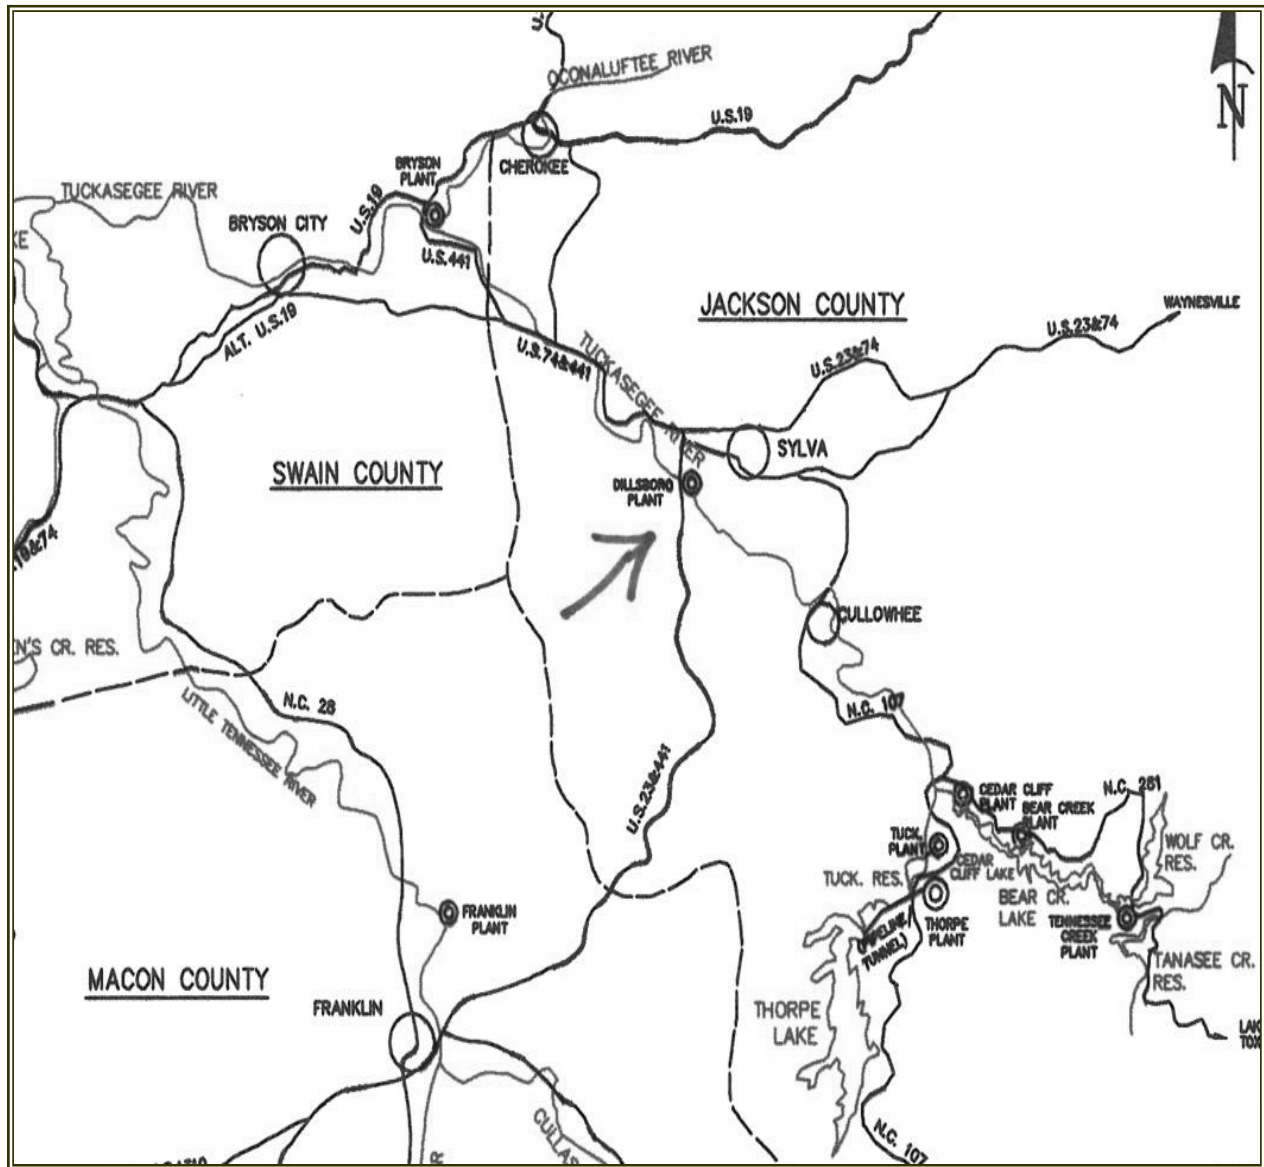 OCONALUFTEE RIVER
N
U.S.19
BRYSON
PLANT
CHEROKEE
TUCKASEGEE RIVER
U.S.19
BRYSON CITY
U.S.441
JACKSON COUNTY
WAYNESVILLE
U.S.23&74
ALT. U.S.19
U.S.74&441
TUCKASEGEE RIVER
U.S.23&74
SYLVA
SWAIN COUNTY
DILLSBORO
PLANT
CULLOWHEE
N'S CR. RES.
N.C. 28
LITTLE TENNESSEE RIVER
N.C. 107
U.S.23&441
CEDAR CLIFF
PLANT
N.C. 281
BEAR CREEK
PLANT
TUCK.
PLANT
WOLF CR.
RES.
CEDAR
CLIFF LAKE
TUCK. RES.
BEAR CR.
LAKE
FRANKLIN
PLANT
THORPE
PLANT
TENNESSEE
CREEK
PLANT
(PIPELINE
TUNNEL)
TANASEE CR.
RES.
MACON COUNTY
FRANKLIN
THORPE
LAKE
N.C. 107
CULLAS